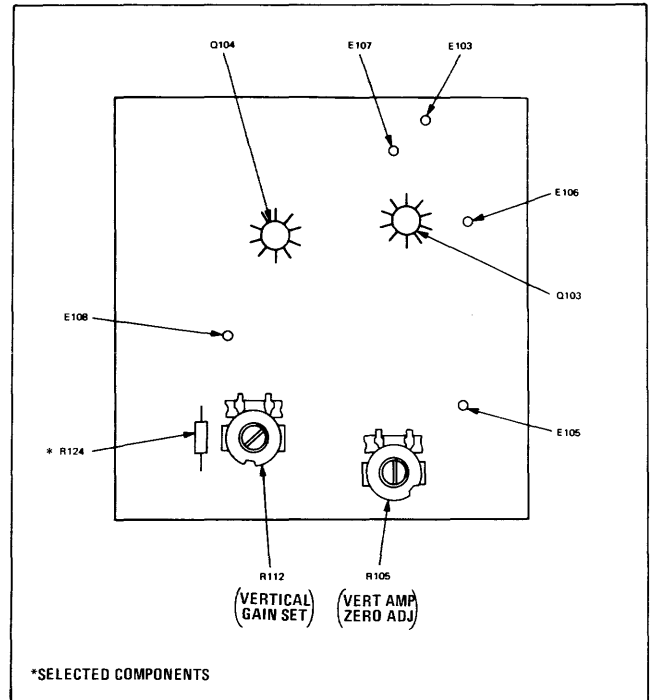 Q104
E107
E103
E106
Q103
E108
E105
* R124
R112
(VERTICAL GAIN SET)
R105
(VERT AMP ZERO ADJ)
*SELECTED COMPONENTS